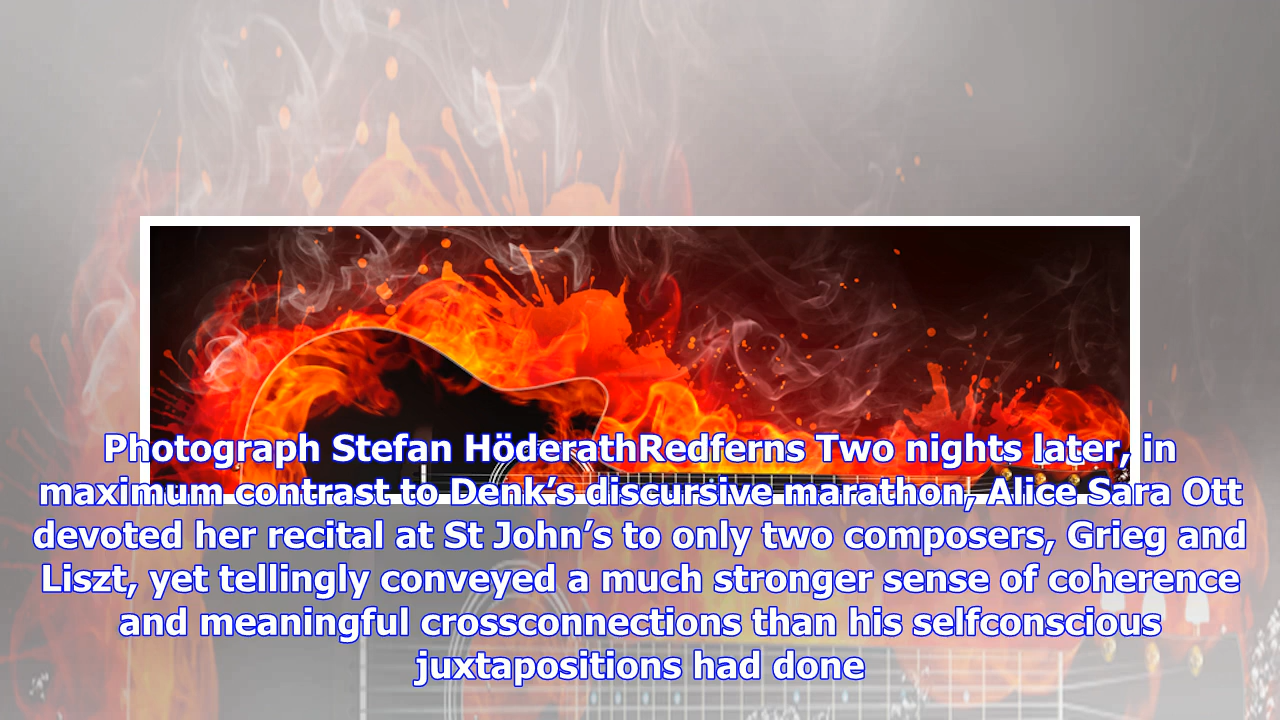 Photograph Stefan HöderathRedferns Two nights later, in
maximum contrast to Denk’s discursive marathon, Alice Sara Ott
devoted her recital at St John’s to only two composers, Grieg and
Liszt, yet tellingly conveyed a much stronger sense of coherence
and meaningful crossconnections than his selfconscious
juxtapositions had done